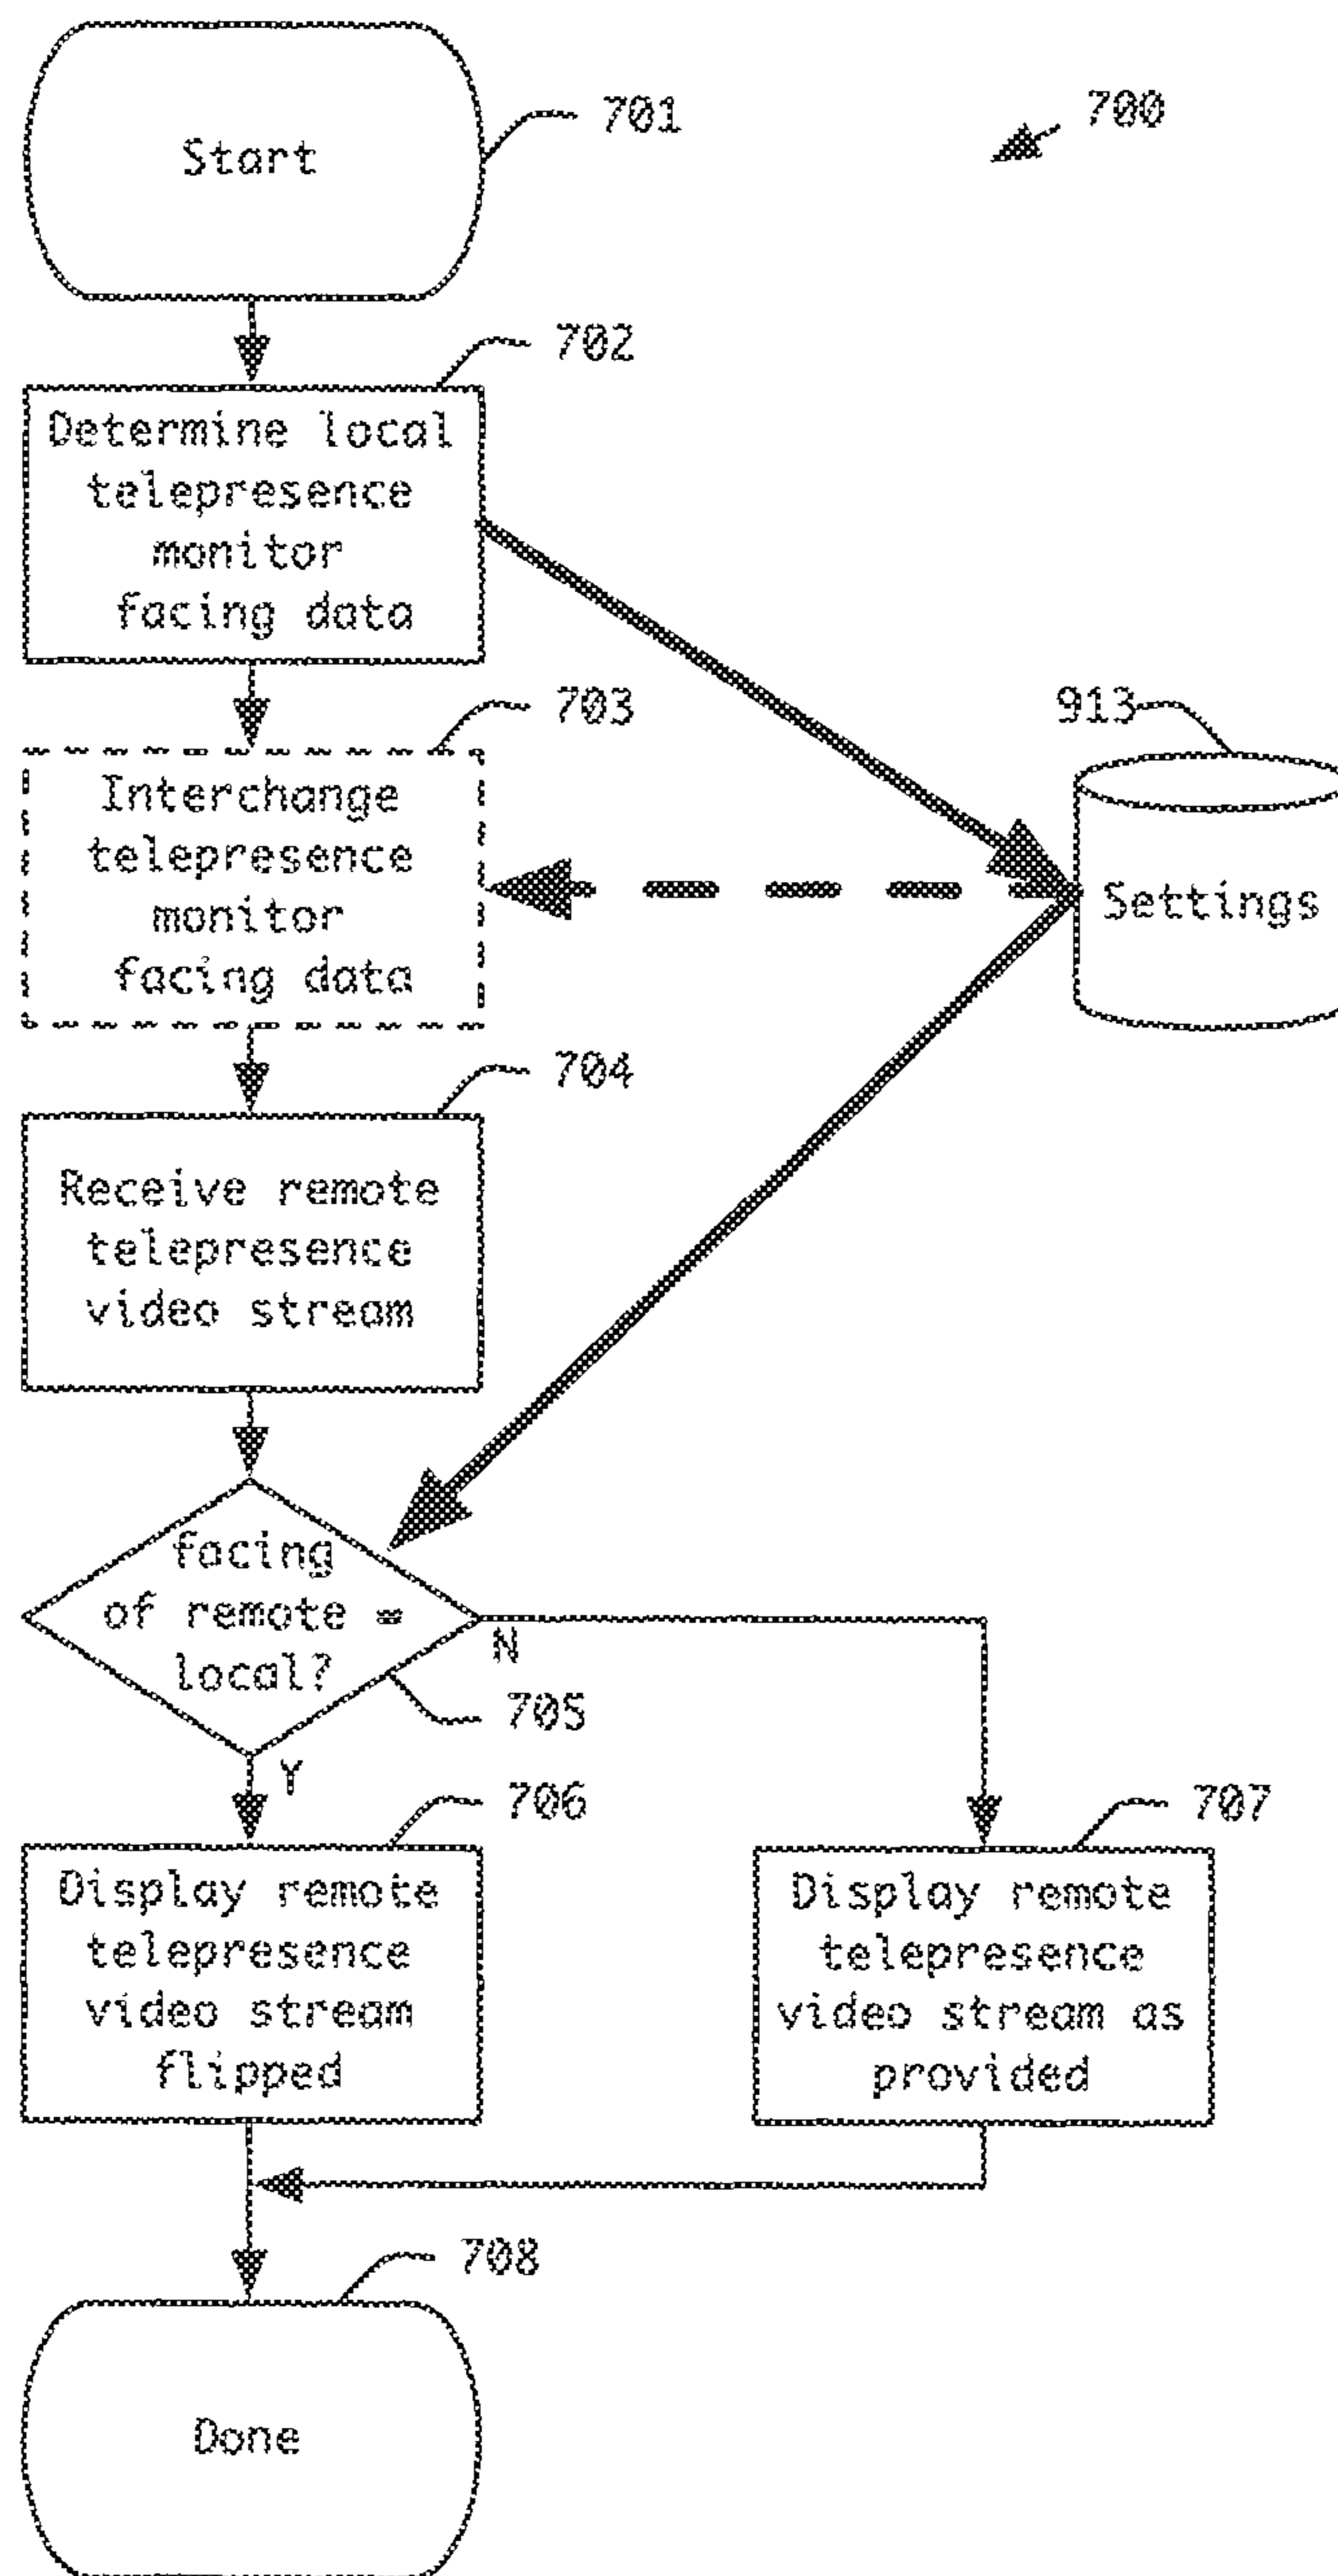 Start
701
700
702
Determine local
telepresence
monitor
facing data
703
Interchange
telepresence
monitor
facing data
913
Settings
704
Receive remote
telepresence
video stream
facing
of remote =
local?
N
705
Y
706
Display remote
telepresence
video stream
flipped
707
Display remote
telepresence
video stream as
provided
708
Done